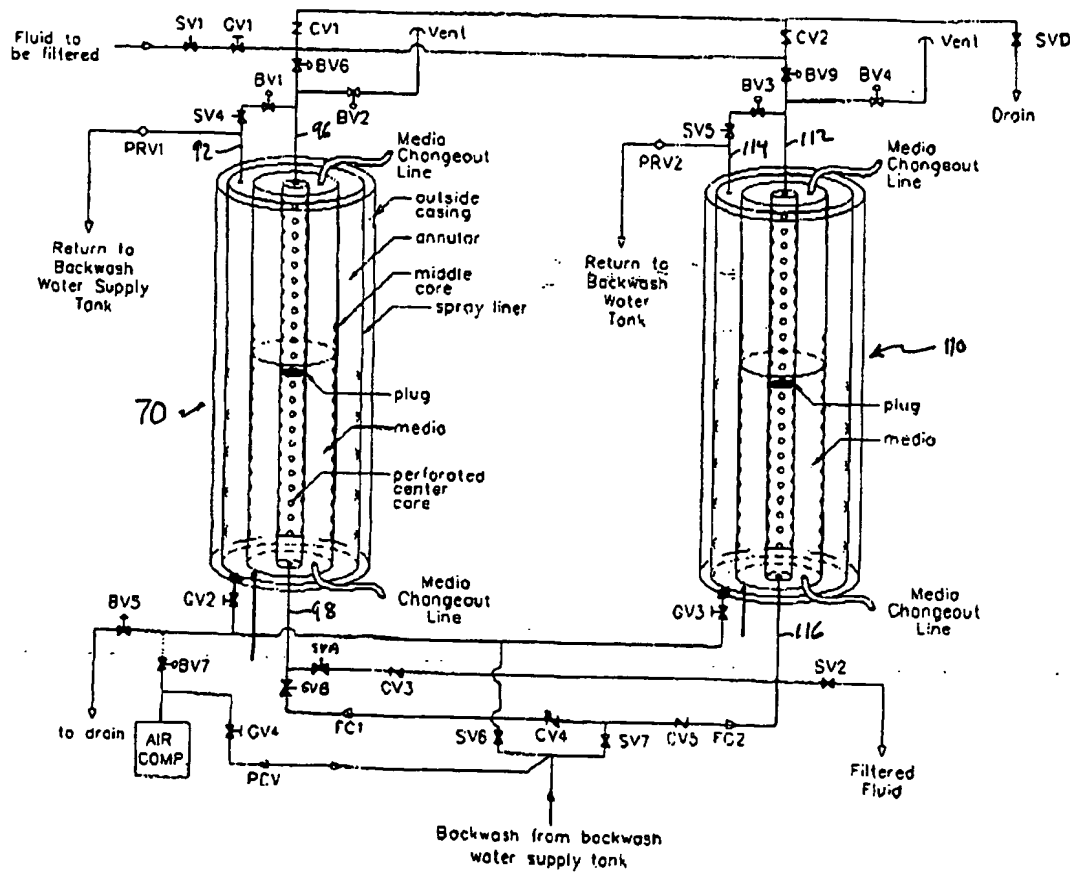 SV1
GV1
Fluid to
be filtered
CV1
Vent
BV6
BV1
SV4
BV2
PRV1
92
96
Media
Changeout
Line
CV2
Vent
SVD
Drain
BV9
BV3
BV4
SV5
PRV2
114
112
Media
Changeout
Line
Return to
Backwash
Water Supply
Tank
outside
casing
annular
middle
core
spray liner
plug
media
perforated
center
core
70
Return to
Backwash
Water
Tank
110
plug
media
Media
Changeout
Line
Media
Changeout
Line
GV2
98
GV3
116
BV5
BV7
SVA
SVB
CV3
SV2
to drain
AIR
COMP.
GV4
PCV
FC1
SV6
CV4
SV7
CV5
FC2
Filtered
Fluid
Backwash from backwash
water supply tank